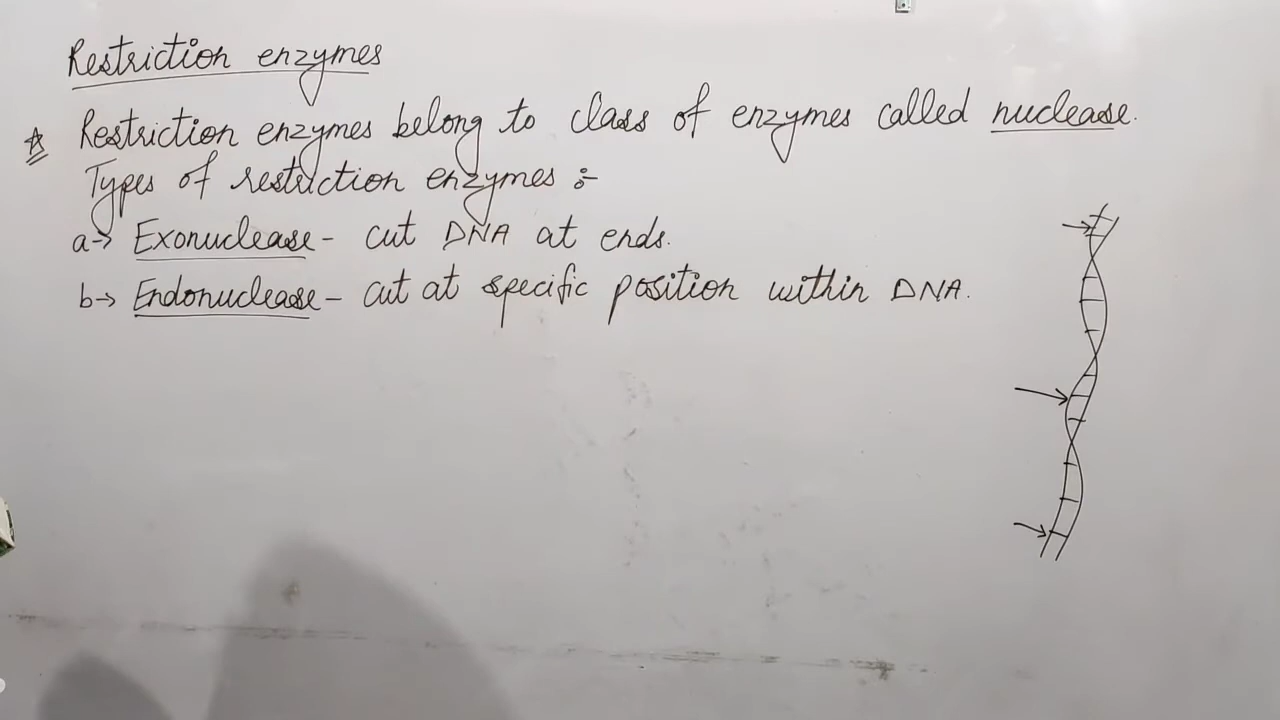 Restriction enzymes
☆ Restriction enzymes belong to class of enzymes called nuclease.
Types of restriction enzymes :-
a→ Exonuclease - cut DNA at ends.
b→ Endonuclease - cut at specific position within DNA.